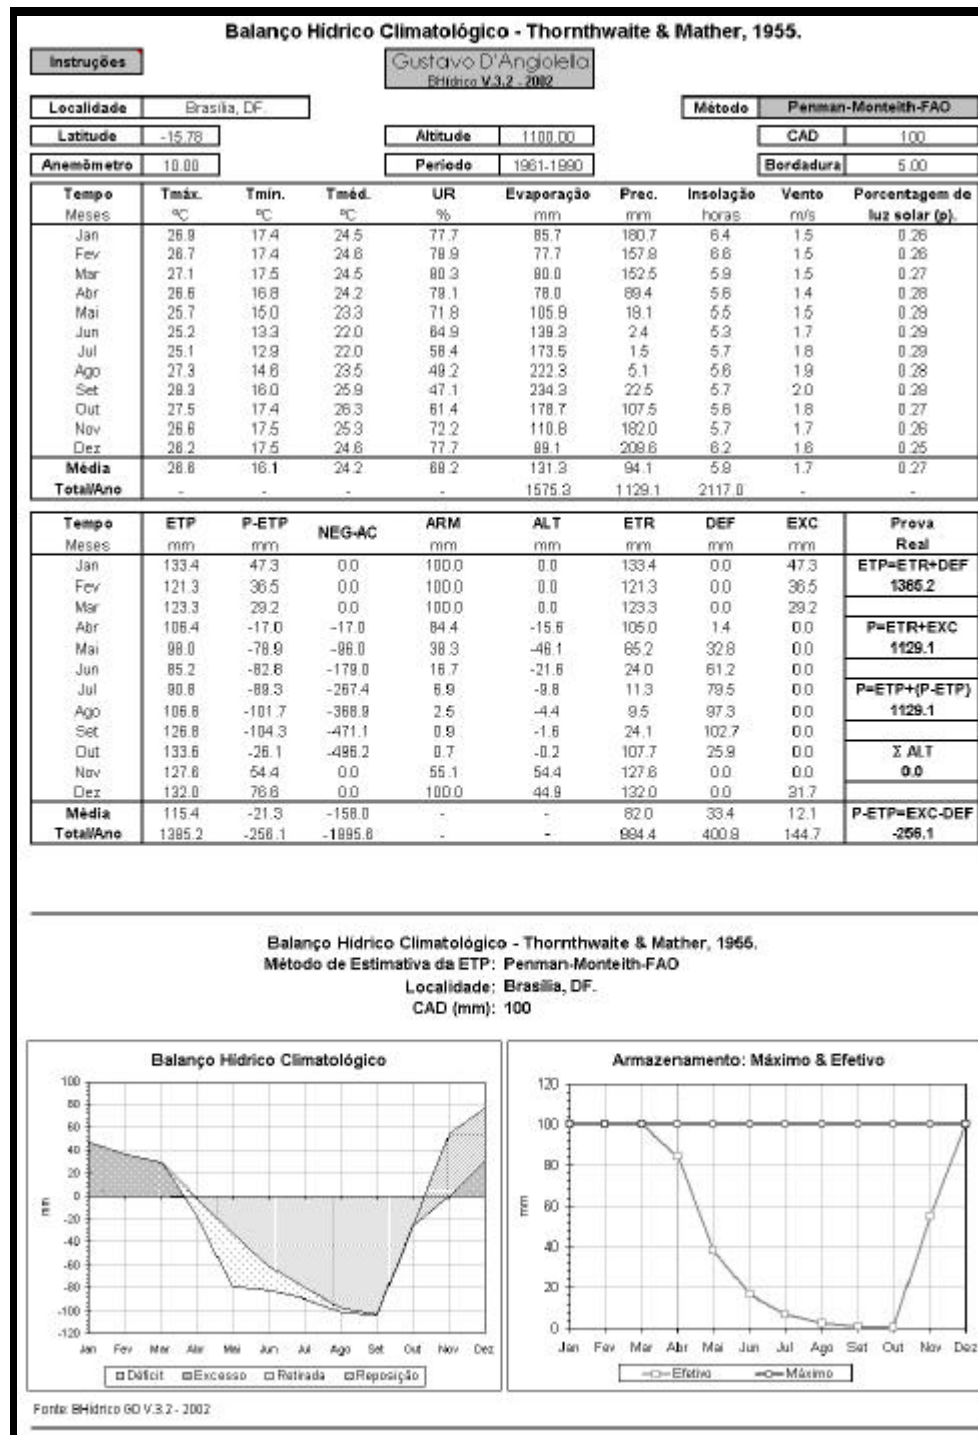 Balanço Hídrico Climatológico - Thornthwaite & Mather, 1955.
Instruções
Gustavo D'Angiolella
BHídrico V.3.2 - 2002
Localidade Brasília, DF. Método Penman-Monteith-FAO
Latitude -15.78 Altitude 1100.00 CAD 100
Anemômetro 10.00 Período 1961-1990 Bordadura 5.00
Tempo Tmáx. Tmín. Tméd. UR Evaporação Prec. Insolação Vento Porcentagem de
Meses ºC ºC ºC % mm mm horas m/s luz solar (p).
Jan 26.9 17.4 24.5 77.7 85.7 180.7 6.4 1.5 0.26
Fev 26.7 17.4 24.6 78.9 77.7 157.8 6.6 1.5 0.26
Mar 27.1 17.5 24.5 80.3 80.0 152.5 5.9 1.5 0.27
Abr 26.6 16.8 24.2 79.1 78.0 89.4 5.6 1.4 0.28
Mai 25.7 15.0 23.3 71.8 105.8 19.1 5.5 1.5 0.29
Jun 25.2 13.3 22.0 64.9 139.3 2.4 5.3 1.7 0.29
Jul 25.1 12.9 22.0 58.4 173.5 1.5 5.7 1.8 0.29
Ago 27.3 14.6 23.5 49.2 222.3 5.1 5.6 1.9 0.28
Set 28.3 16.0 25.9 47.1 234.3 22.5 5.7 2.0 0.28
Out 27.5 17.4 26.3 61.4 178.7 107.5 5.6 1.8 0.27
Nov 26.6 17.5 25.3 72.2 110.8 182.0 5.7 1.7 0.26
Dez 26.2 17.5 24.6 77.7 89.1 208.6 6.2 1.6 0.25
Média 26.6 16.1 24.2 68.2 131.3 94.1 5.8 1.7 0.27
Total/Ano - - - - 1575.3 1129.1 2117.0 - -
Tempo ETP P-ETP NEG-AC ARM ALT ETR DEF EXC Prova
Meses mm mm mm mm mm mm mm Real
Jan 133.4 47.3 0.0 100.0 0.0 133.4 0.0 47.3 ETP=ETR+DEF
Fev 121.3 36.5 0.0 100.0 0.0 121.3 0.0 36.5 1385.2
Mar 123.3 29.2 0.0 100.0 0.0 123.3 0.0 29.2
Abr 106.4 -17.0 -17.0 84.4 -15.6 105.0 1.4 0.0 P=ETR+EXC
Mai 98.0 -78.9 -96.0 38.3 -46.1 65.2 32.8 0.0 1129.1
Jun 85.2 -82.8 -179.0 16.7 -21.6 24.0 61.2 0.0
Jul 90.8 -89.3 -267.4 6.9 -9.8 11.3 79.5 0.0 P=ETP+(P-ETP)
Ago 106.8 -101.7 -368.9 2.5 -4.4 9.5 97.3 0.0 1129.1
Set 126.8 -104.3 -471.1 0.9 -1.6 24.1 102.7 0.0
Out 133.6 -26.1 -496.2 0.7 -0.2 107.7 25.9 0.0 Σ ALT
Nov 127.6 54.4 0.0 55.1 54.4 127.6 0.0 0.0 0.0
Dez 132.0 76.6 0.0 100.0 44.9 132.0 0.0 31.7
Média 115.4 -21.3 -158.0 - - 82.0 33.4 12.1 P-ETP=EXC-DEF
Total/Ano 1385.2 -256.1 -1895.6 - - 984.4 400.8 144.7 -256.1
Balanço Hídrico Climatológico - Thornthwaite & Mather, 1955.
Método de Estimativa da ETP: Penman-Monteith-FAO
Localidade: Brasília, DF.
CAD (mm): 100
Balanço Hídrico Climatológico
100
80
60
40
20
0
-20
-40
-60
-80
-100
-120
mm
Jan Fev Mar Abr Mai Jun Jul Ago Set Out Nov Dez
Déficit Excesso Retirada Reposição
Armazenamento: Máximo & Efetivo
120
100
80
60
40
20
0
mm
Jan Fev Mar Abr Mai Jun Jul Ago Set Out Nov Dez
Efetivo Máximo
Fonte: BHídrico GD V.3.2 - 2002